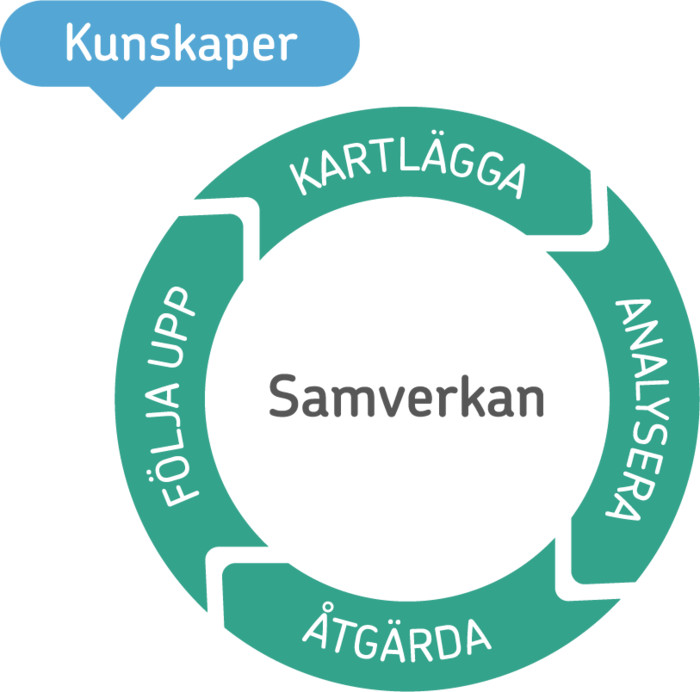 Kunskaper
KARTLÄGGA
ANALYSERA
ÅTGÄRDA
FÖLJA UPP
Samverkan